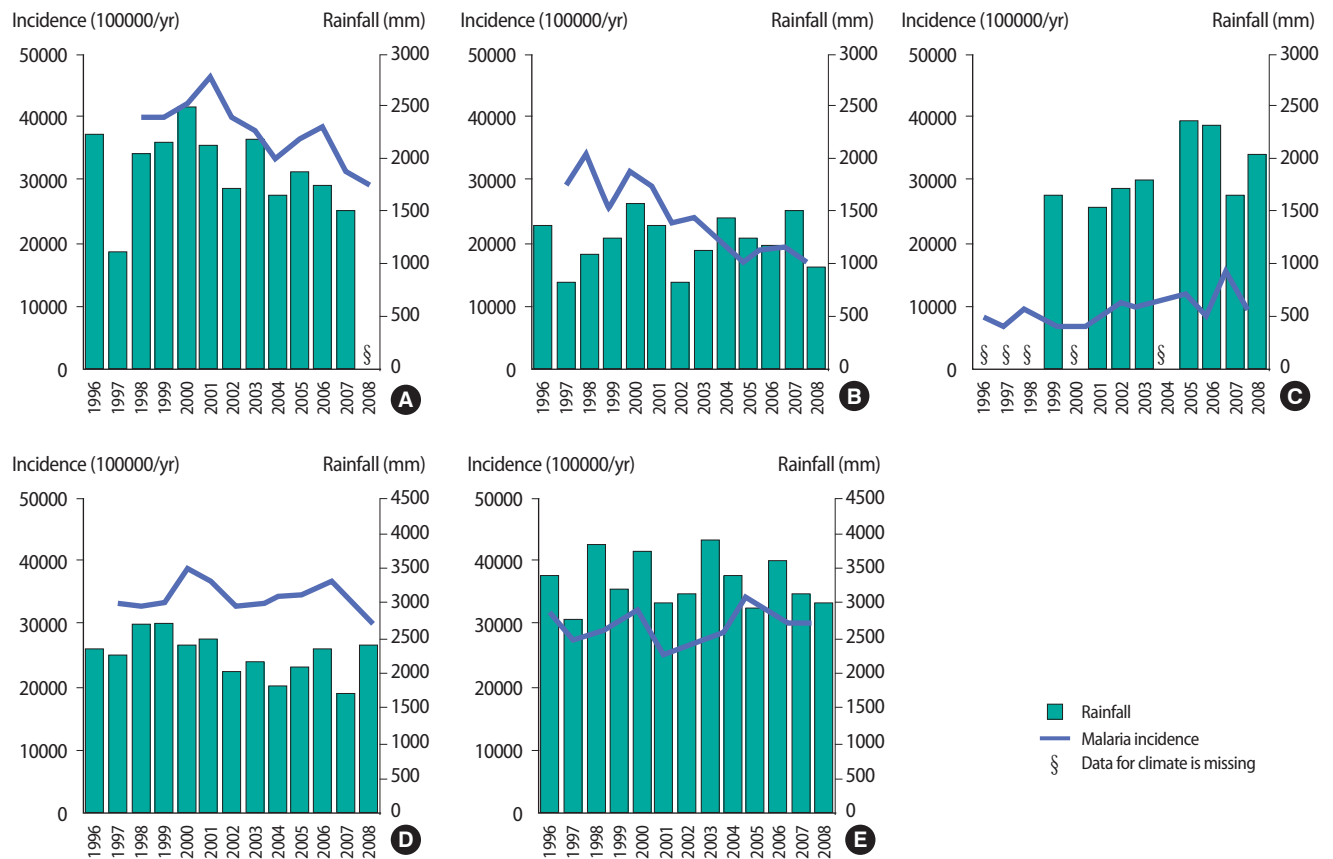 Incidence (100000/yr) Rainfall (mm)
50000 3000
40000 2500
30000 2000
20000 1500
10000 1000
0 500
0
§
1996 1997 1998 1999 2000 2001 2002 2003 2004 2005 2006 2007 2008
A
Incidence (100000/yr) Rainfall (mm)
50000 3000
40000 2500
30000 2000
20000 1500
10000 1000
0 500
0
1996 1997 1998 1999 2000 2001 2002 2003 2004 2005 2006 2007 2008
B
Incidence (100000/yr) Rainfall (mm)
50000 3000
40000 2500
30000 2000
20000 1500
10000 1000
0 500
0
§ § § § §
1996 1997 1998 1999 2000 2001 2002 2003 2004 2005 2006 2007 2008
C
Incidence (100000/yr) Rainfall (mm)
50000 4500
40000 4000
30000 3500
20000 3000
10000 2500
0 2000
1500
1000
500
0
1996 1997 1998 1999 2000 2001 2002 2003 2004 2005 2006 2007 2008
D
Incidence (100000/yr) Rainfall (mm)
50000 4500
40000 4000
30000 3500
20000 3000
10000 2500
0 2000
1500
1000
500
0
1996 1997 1998 1999 2000 2001 2002 2003 2004 2005 2006 2007 2008
E
Rainfall
Malaria incidence
§ Data for climate is missing